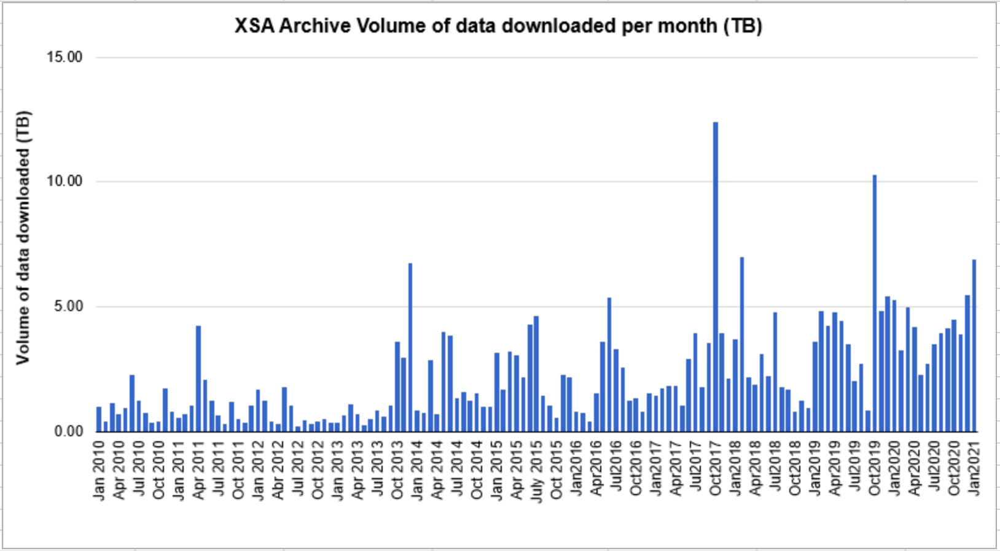 XSA Archive Volume of data downloaded per month (TB)
Volume of data downloaded (TB)
15.00
10.00
5.00
0.00
Jan 2010
Apr 2010
Jul 2010
Oct 2010
Jan 2011
Apr 2011
Jul 2011
Oct 2011
Jan 2012
Abr 2012
Jul 2012
Oct 2012
Jan 2013
Apr 2013
Jul 2013
Oct 2013
Jan 2014
Apr 2014
Jul 2014
Oct 2014
Jan 2015
Apr 2015
July 2015
Oct 2015
Jan2016
Apr2016
Jul2016
Oct2016
Jan2017
Apr2017
Jul2017
Oct2017
Jan2018
Apr2018
Jul2018
Oct2018
Jan2019
Apr2019
Jul2019
Oct2019
Jan2020
Apr2020
Jul2020
Oct2020
Jan2021